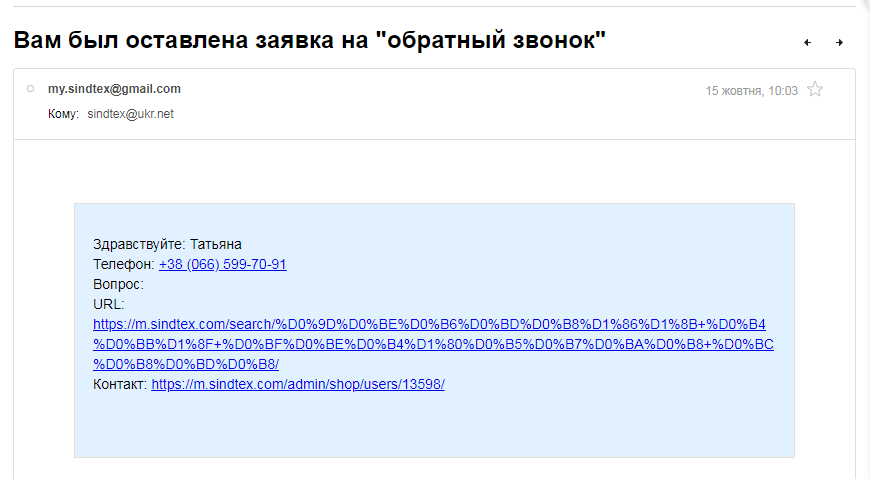 Вам был оставлена заявка на "обратный звонок"
my.sindtex@gmail.com
15 жовтня, 10:03
Кому: sindtex@ukr.net
Здравствуйте: Татьяна
Телефон: +38 (066) 599-70-91
Вопрос:
URL:
https://m.sindtex.com/search/%D0%9D%D0%BE%D0%B6%D0%BD%D0%B8%D1%86%D1%8B+%D0%B4
%D0%BB%D1%8F+%D0%BF%D0%BE%D0%B4%D1%80%D0%B5%D0%B7%D0%BA%D0%B8+%D0%BC
%D0%B8%D0%BD%D0%B8/
Контакт: https://m.sindtex.com/admin/shop/users/13598/